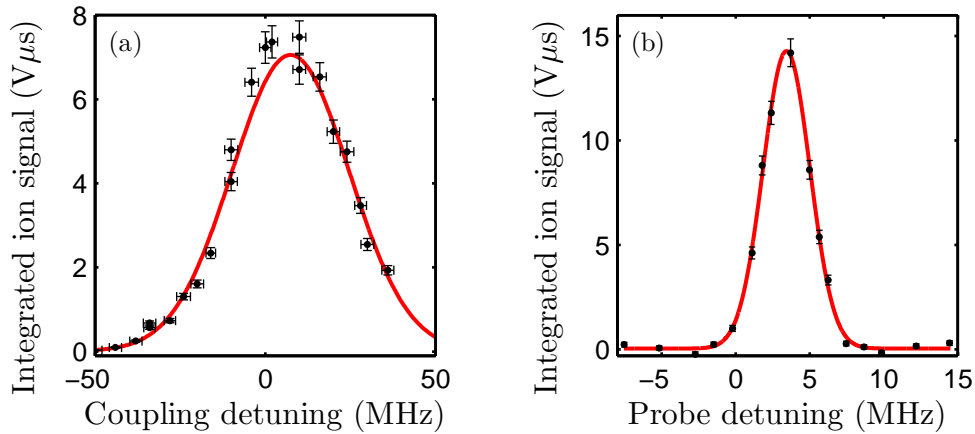 (a)
Integrated ion signal (Vμs)
8
6
4
2
0
−50
0
50
Coupling detuning (MHz)
(b)
Integrated ion signal (Vμs)
15
10
5
0
−5
0
5
10
15
Probe detuning (MHz)